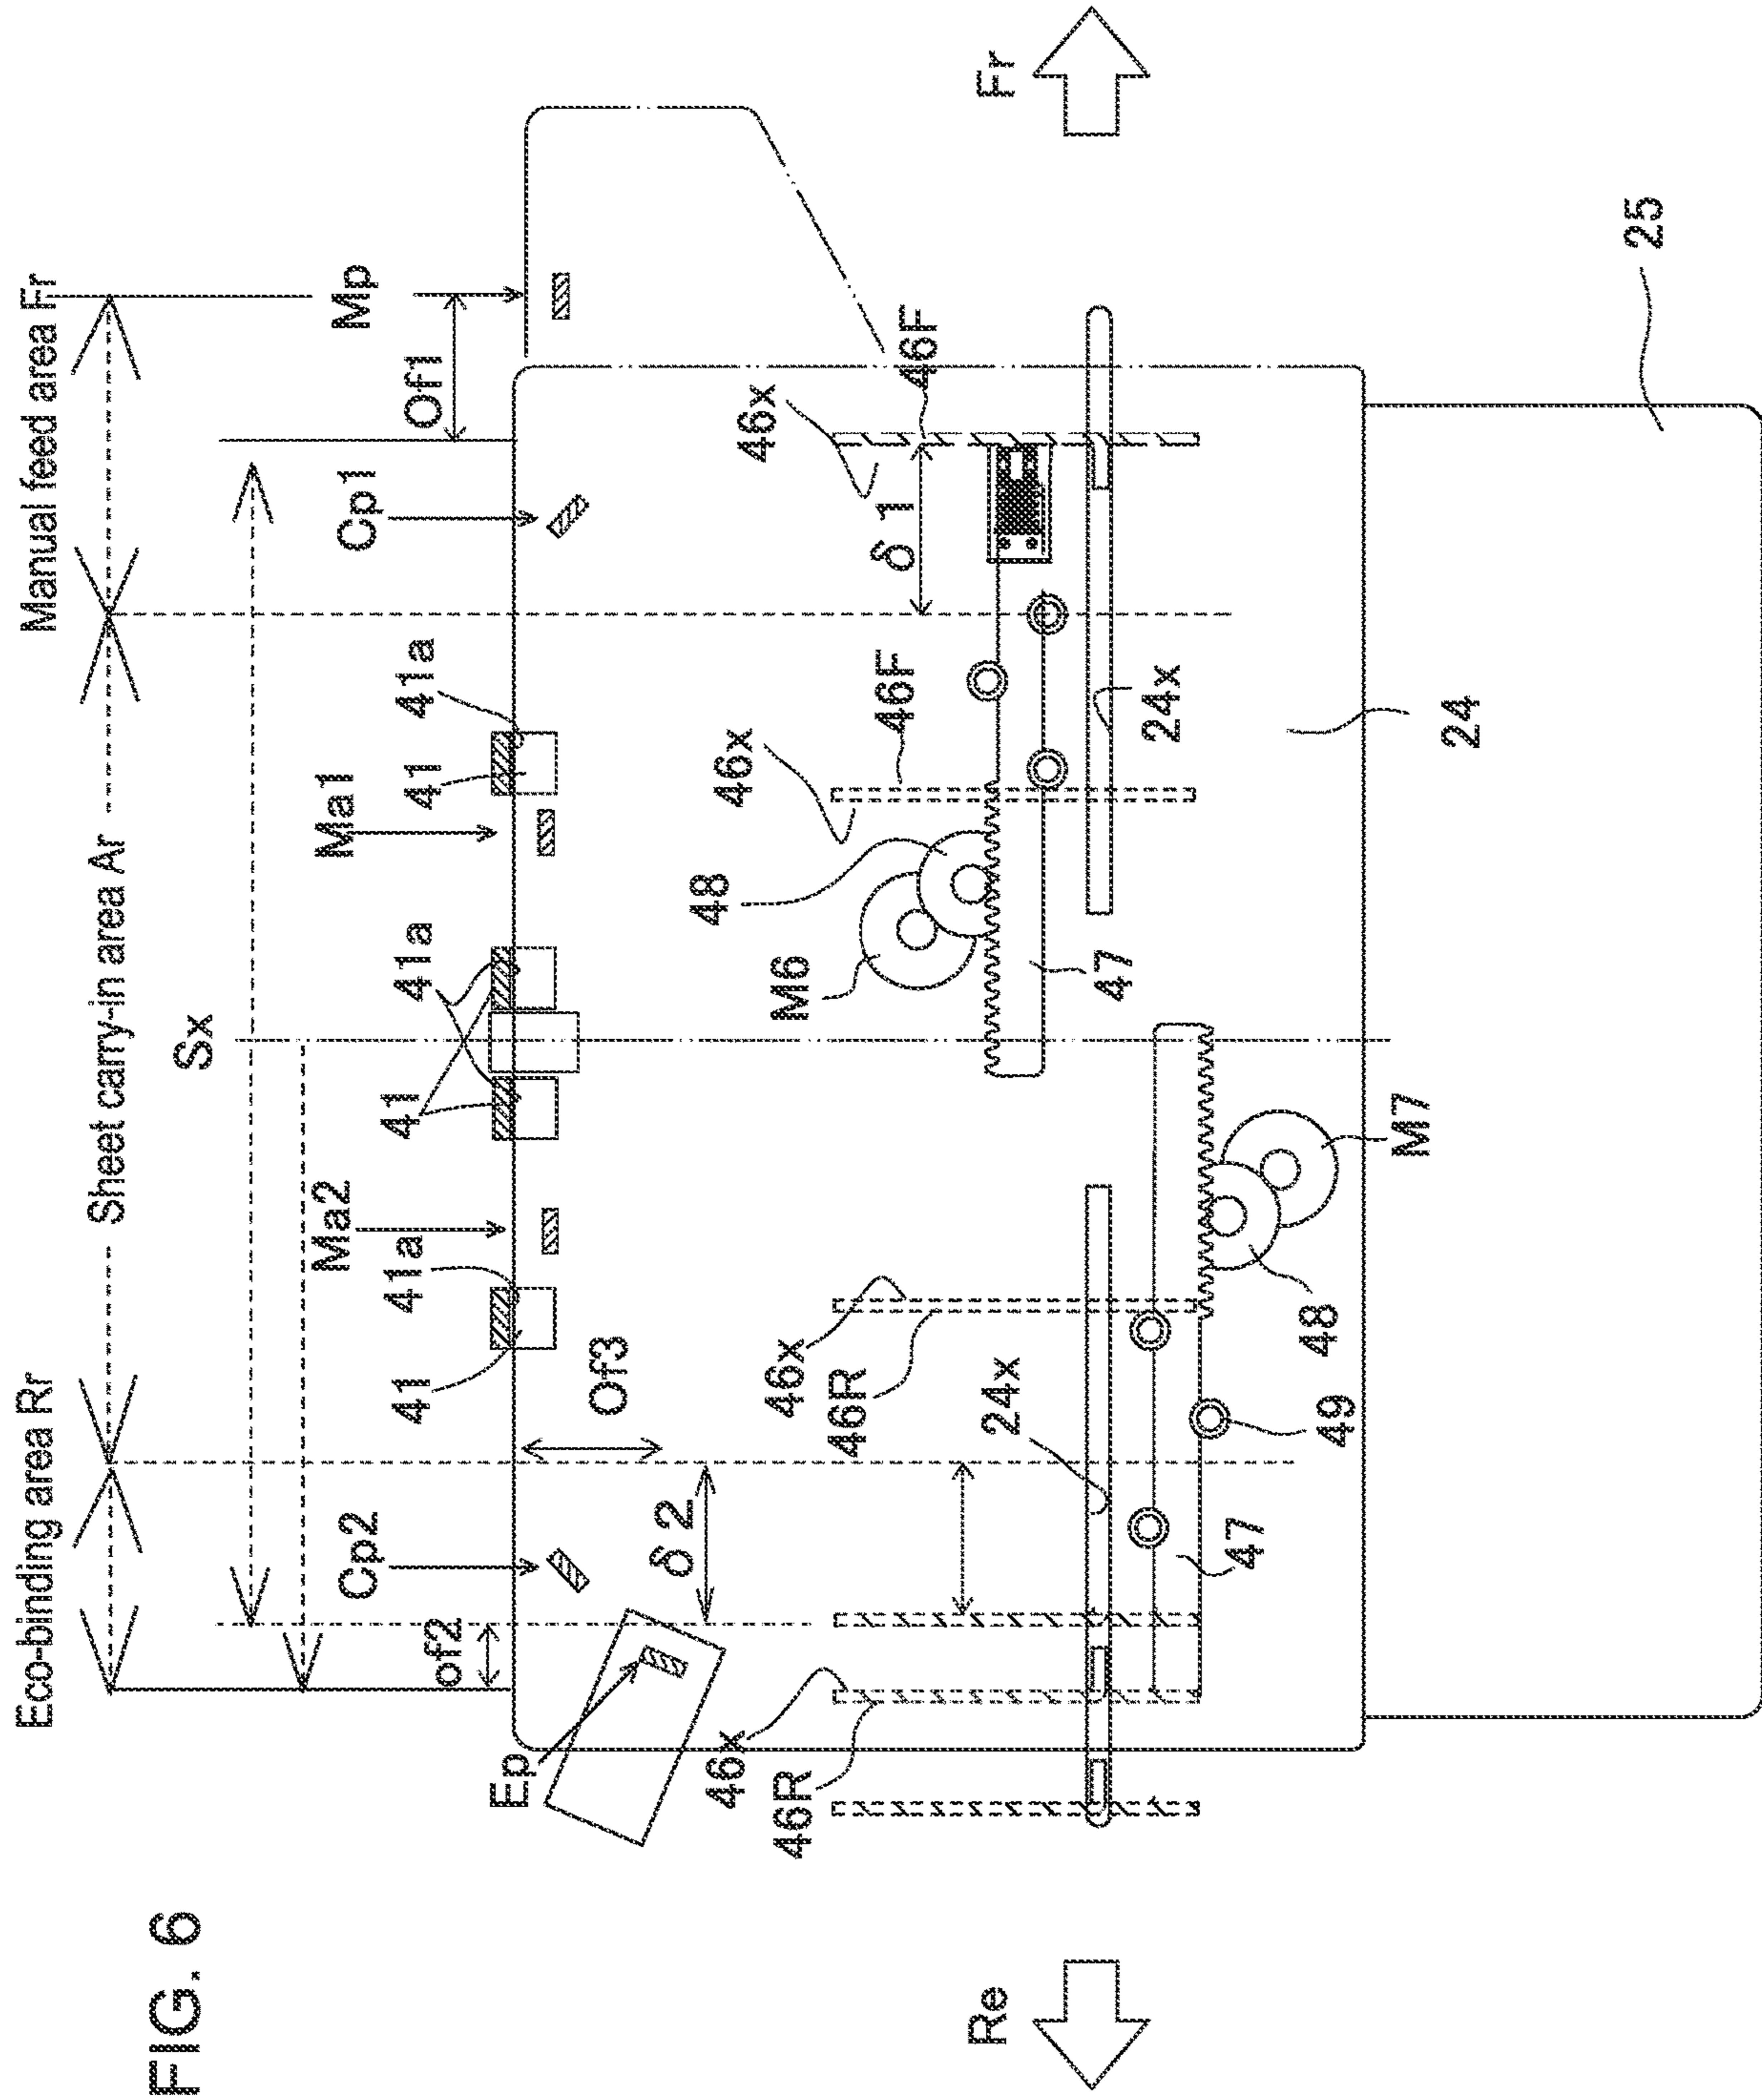 FIG. 6
Eco-binding area Rr
Sheet carry-in area Ar
Manual feed area Fr
Sx
of2
Cp2
Ma2
Ma1
Cp1
Of1
Mp
41
41a
41
41a
41
41a
Ep
δ 2
Of3
46x
46R
46x
46R
M6
48
46x
46F
δ 1
46x
46F
Re
24x
47
24x
Fr
47
49
48
M7
24
25